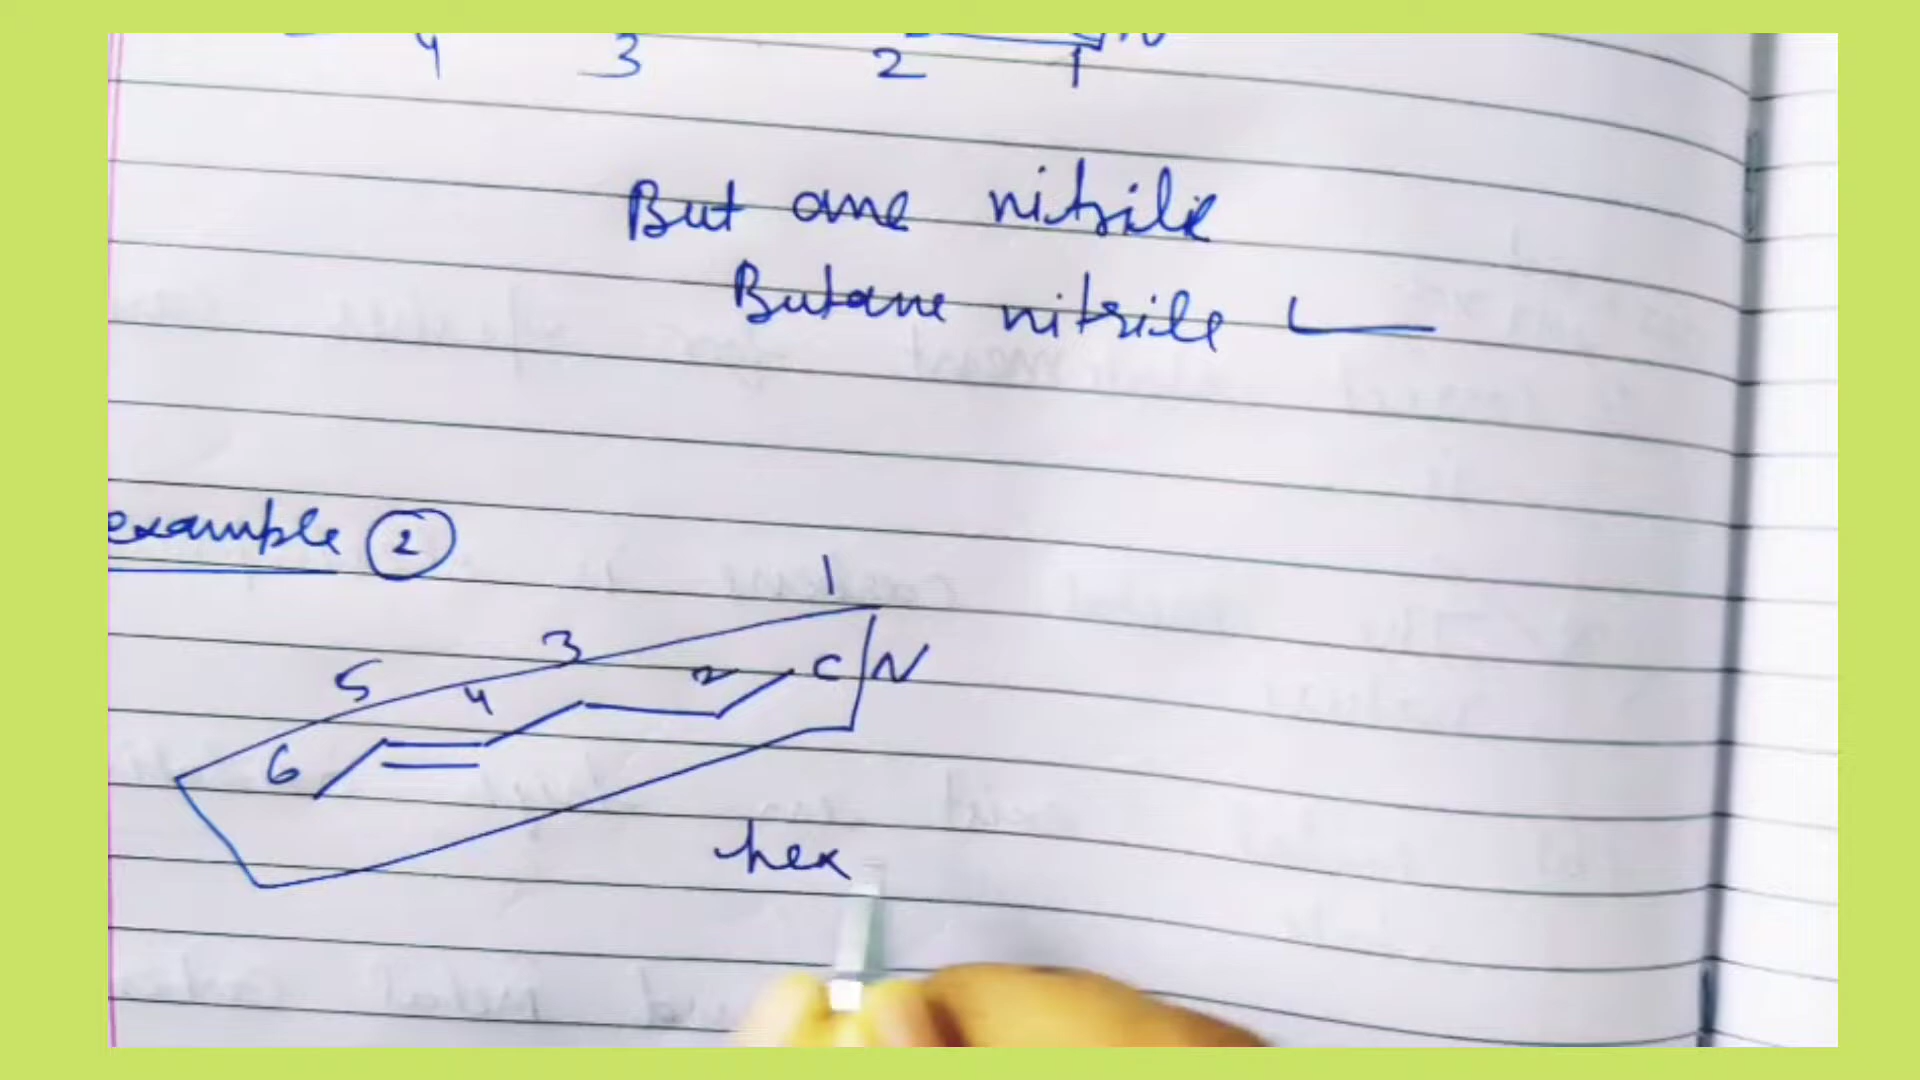 4 3 2 1
But ane nitrile
Butane nitrile
example 2
1
3
5 4 2 C N
6
hex